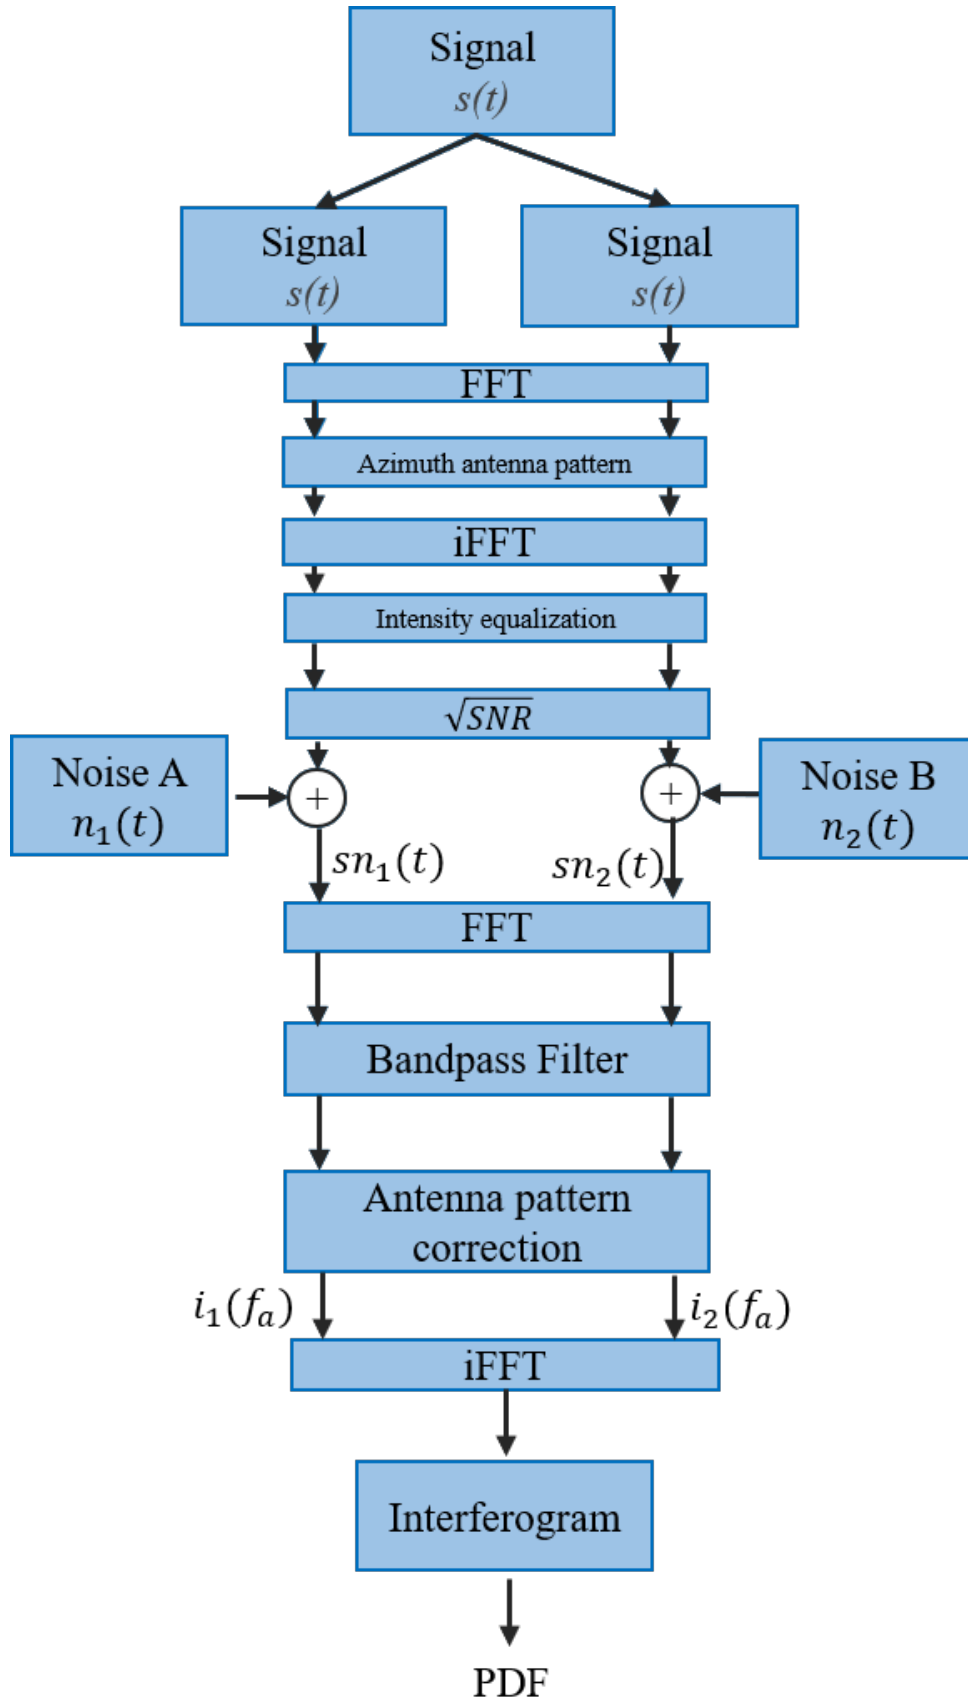 Signal
s(t)
Signal
s(t)
Signal
s(t)
FFT
Azimuth antenna pattern
iFFT
Intensity equalization
√SNR
Noise A
n₁(t)
+
+
Noise B
n₂(t)
sn₁(t)
sn₂(t)
FFT
Bandpass Filter
Antenna pattern
correction
i₁(fₐ)
i₂(fₐ)
iFFT
Interferogram
PDF